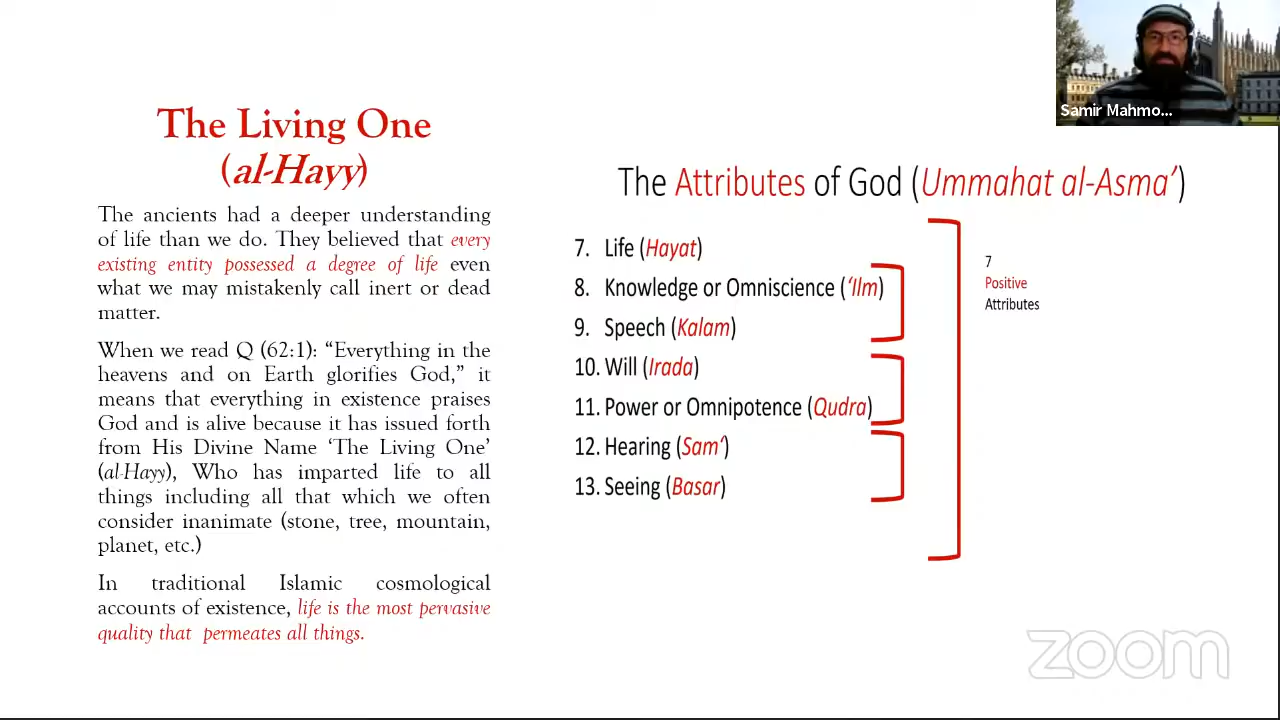 The Living One
(al-Hayy)
The ancients had a deeper understanding
of life than we do. They believed that every
existing entity possessed a degree of life even
what we may mistakenly call inert or dead
matter.
When we read Q (62:1): “Everything in the
heavens and on Earth glorifies God,” it
means that everything in existence praises
God and is alive because it has issued forth
from His Divine Name ‘The Living One’
(al-Hayy), Who has imparted life to all
things including all that which we often
consider inanimate (stone, tree, mountain,
planet, etc.)
In traditional Islamic cosmological
accounts of existence, life is the most pervasive
quality that permeates all things.
The Attributes of God (Ummahat al-Asma’)
7. Life (Hayat)
8. Knowledge or Omniscience (‘Ilm)
9. Speech (Kalam)
10. Will (Irada)
11. Power or Omnipotence (Qudra)
12. Hearing (Sam‘)
13. Seeing (Basar)
7
Positive
Attributes
Samir Mahmo...
zoom